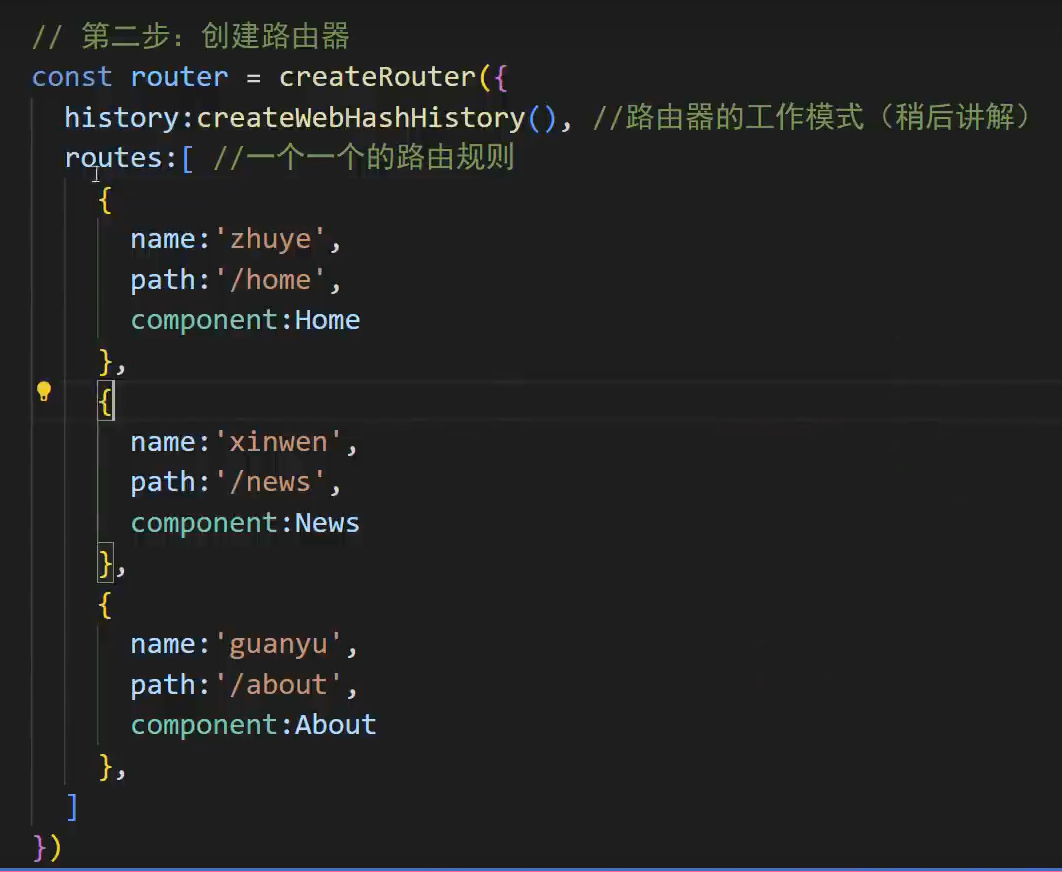 // 第二步：创建路由器
const router = createRouter({
  history:createWebHashHistory(), //路由器的工作模式（稍后讲解）
  routes:[ //一个一个的路由规则
    {
      name:'zhuye',
      path:'/home',
      component:Home
    },
    {
      name:'xinwen',
      path:'/news',
      component:News
    },
    {
      name:'guanyu',
      path:'/about',
      component:About
    },
  ]
})